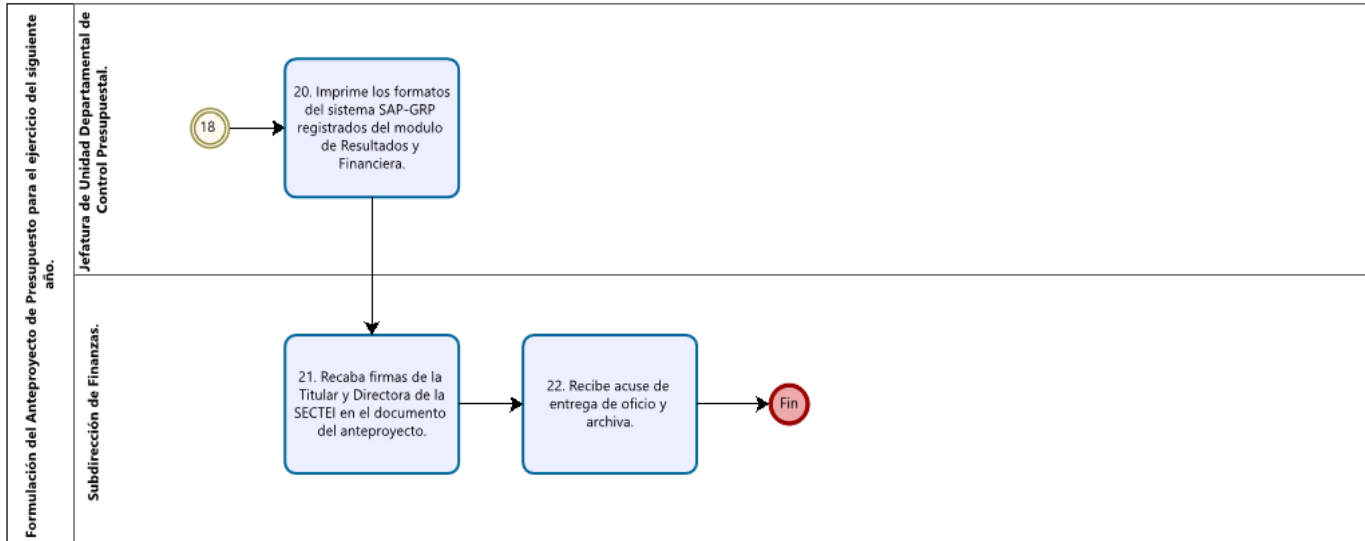 Formulación del Anteproyecto de Presupuesto para el ejercicio del siguiente
año.
Jefatura de Unidad Departamental de
Control Presupuestal.
18
20. Imprime los formatos
del sistema SAP-GRP
registrados del modulo
de Resultados y
Financiera.
Subdirección de Finanzas.
21. Recaba firmas de la
Titular y Directora de la
SECTEI en el documento
del anteproyecto.
22. Recibe acuse de
entrega de oficio y
archiva.
Fin